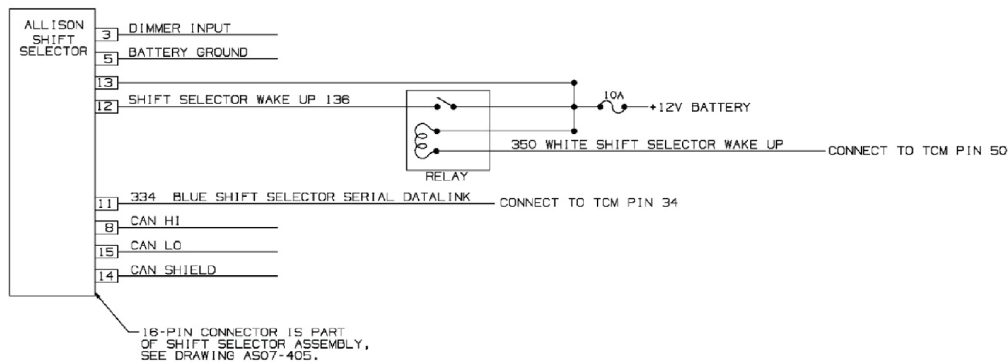 ALLISON
SHIFT
SELECTOR
3 DIMMER INPUT
5 BATTERY GROUND
13
12 SHIFT SELECTOR WAKE UP 136
10A
+12V BATTERY
350 WHITE SHIFT SELECTOR WAKE UP
CONNECT TO TCM PIN 50
RELAY
11 334 BLUE SHIFT SELECTOR SERIAL DATALINK
CONNECT TO TCM PIN 34
8 CAN HI
15 CAN LO
14 CAN SHIELD
16-PIN CONNECTOR IS PART
OF SHIFT SELECTOR ASSEMBLY,
SEE DRAWING AS07-405.